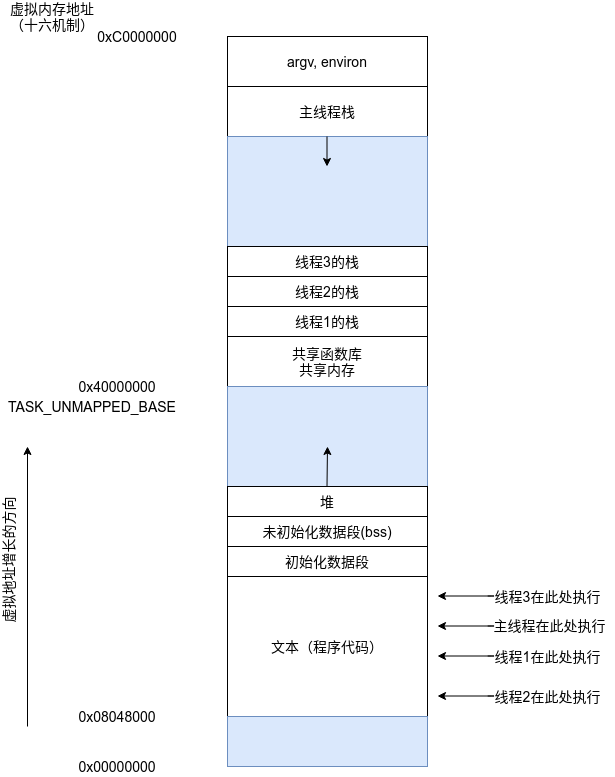 虚拟内存地址
（十六机制）
0xC0000000
argv, environ
主线程栈
线程3的栈
线程2的栈
线程1的栈
共享函数库
共享内存
0x40000000
TASK_UNMAPPED_BASE
堆
未初始化数据段(bss)
初始化数据段
虚拟地址增长的方向
线程3在此处执行
主线程在此处执行
文本（程序代码）
线程1在此处执行
线程2在此处执行
0x08048000
0x00000000